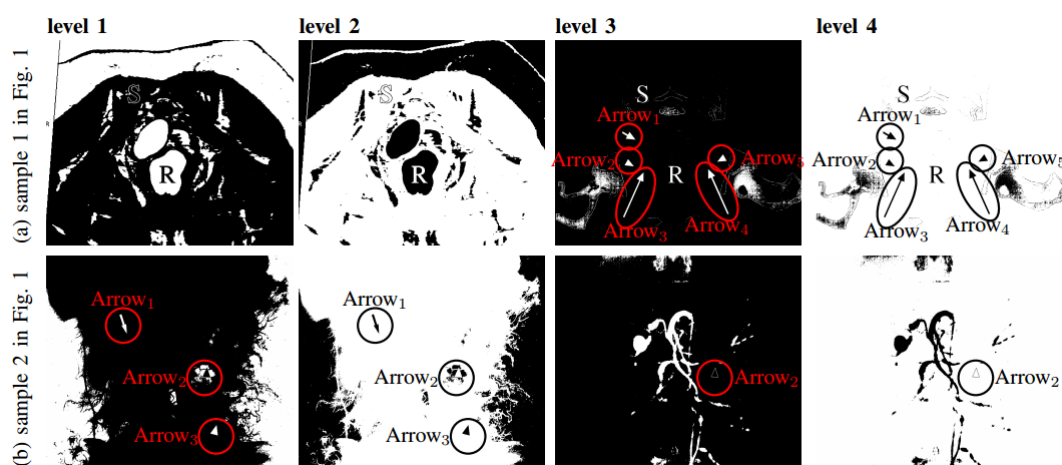 level 1
level 2
level 3
level 4
(a) sample 1 in Fig. 1
S
R
S
R
S
Arrow1
Arrow2
Arrow5
R
Arrow3
Arrow4
S
Arrow1
Arrow2
Arrow5
R
Arrow3
Arrow4
(b) sample 2 in Fig. 1
Arrow1
Arrow2
Arrow3
Arrow1
Arrow2
Arrow3
Arrow2
Arrow2